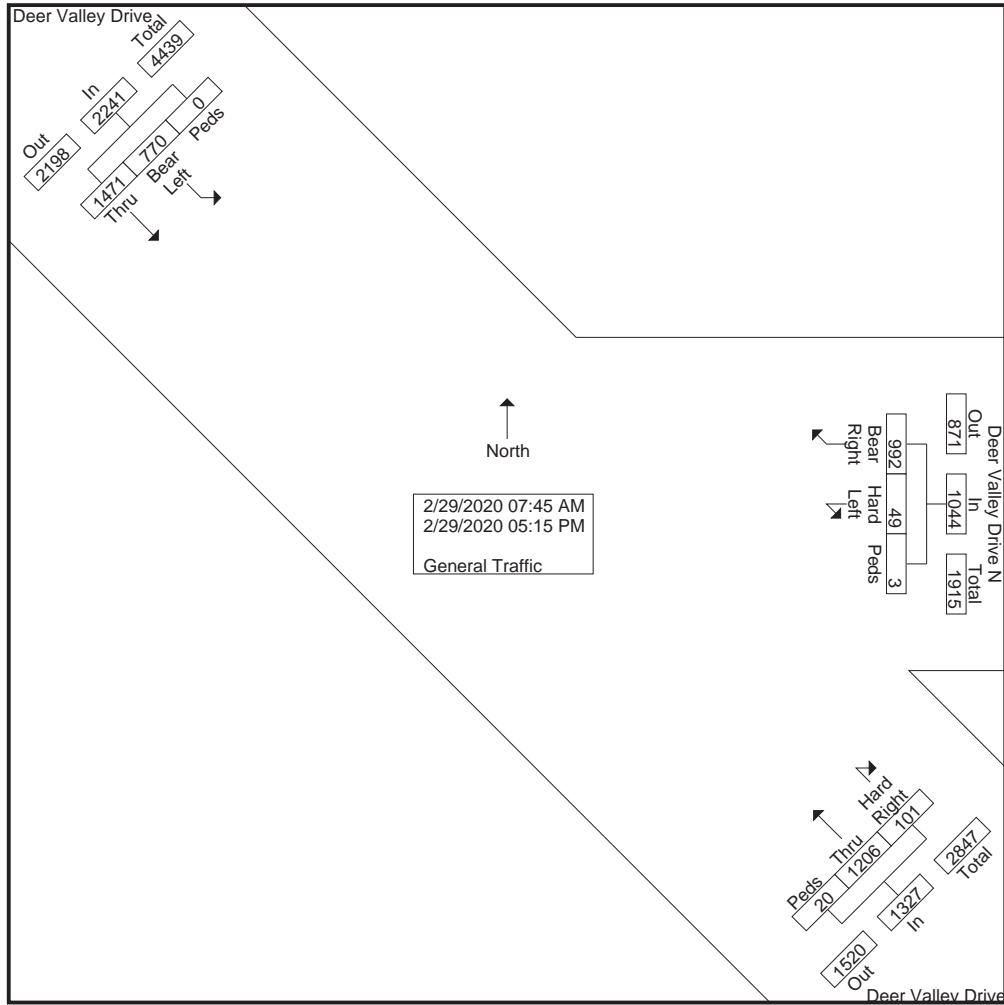 Deer Valley Drive
Total
4439
In
2241
Out
2198
0
Peds
770
Bear
Left
1471
Thru
North
2/29/2020 07:45 AM
2/29/2020 05:15 PM
General Traffic
Deer Valley Drive N
Out
871
In
1044
Total
1915
992
Bear
Right
49
Hard
Left
3
Peds
Hard
Right
101
Thru
1206
Peds
20
2847
Total
1327
In
1520
Out
Deer Valley Drive